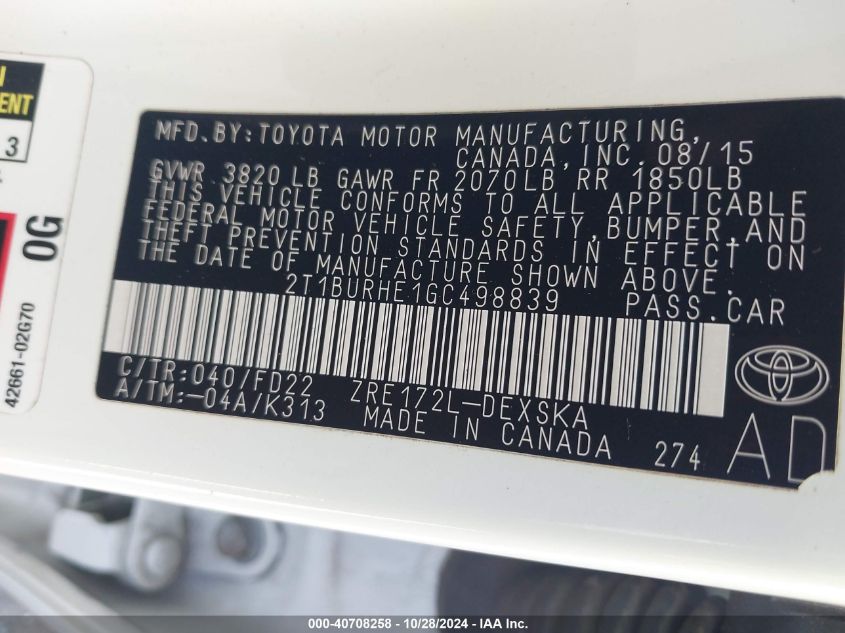 MFD.BY:TOYOTA MOTOR MANUFACTURING,
CANADA,INC. 08/15
GVWR 3820 LB GAWR FR 2070LB RR 1850LB
THIS VEHICLE CONFORMS TO ALL APPLICABLE
FEDERAL MOTOR VEHICLE SAFETY,BUMPER,AND
THEFT PREVENTION STANDARDS IN EFFECT ON
THE DATE OF MANUFACTURE SHOWN ABOVE.
2T1BURHE1GC498839 PASS.CAR
C/TR:040/FD22 ZRE172L-DEXSKA
A/TM:-04A/K313 MADE IN CANADA 274
AD
ENT
3
0G
42661-02G70
000-40708258 - 10/28/2024 - IAA Inc.